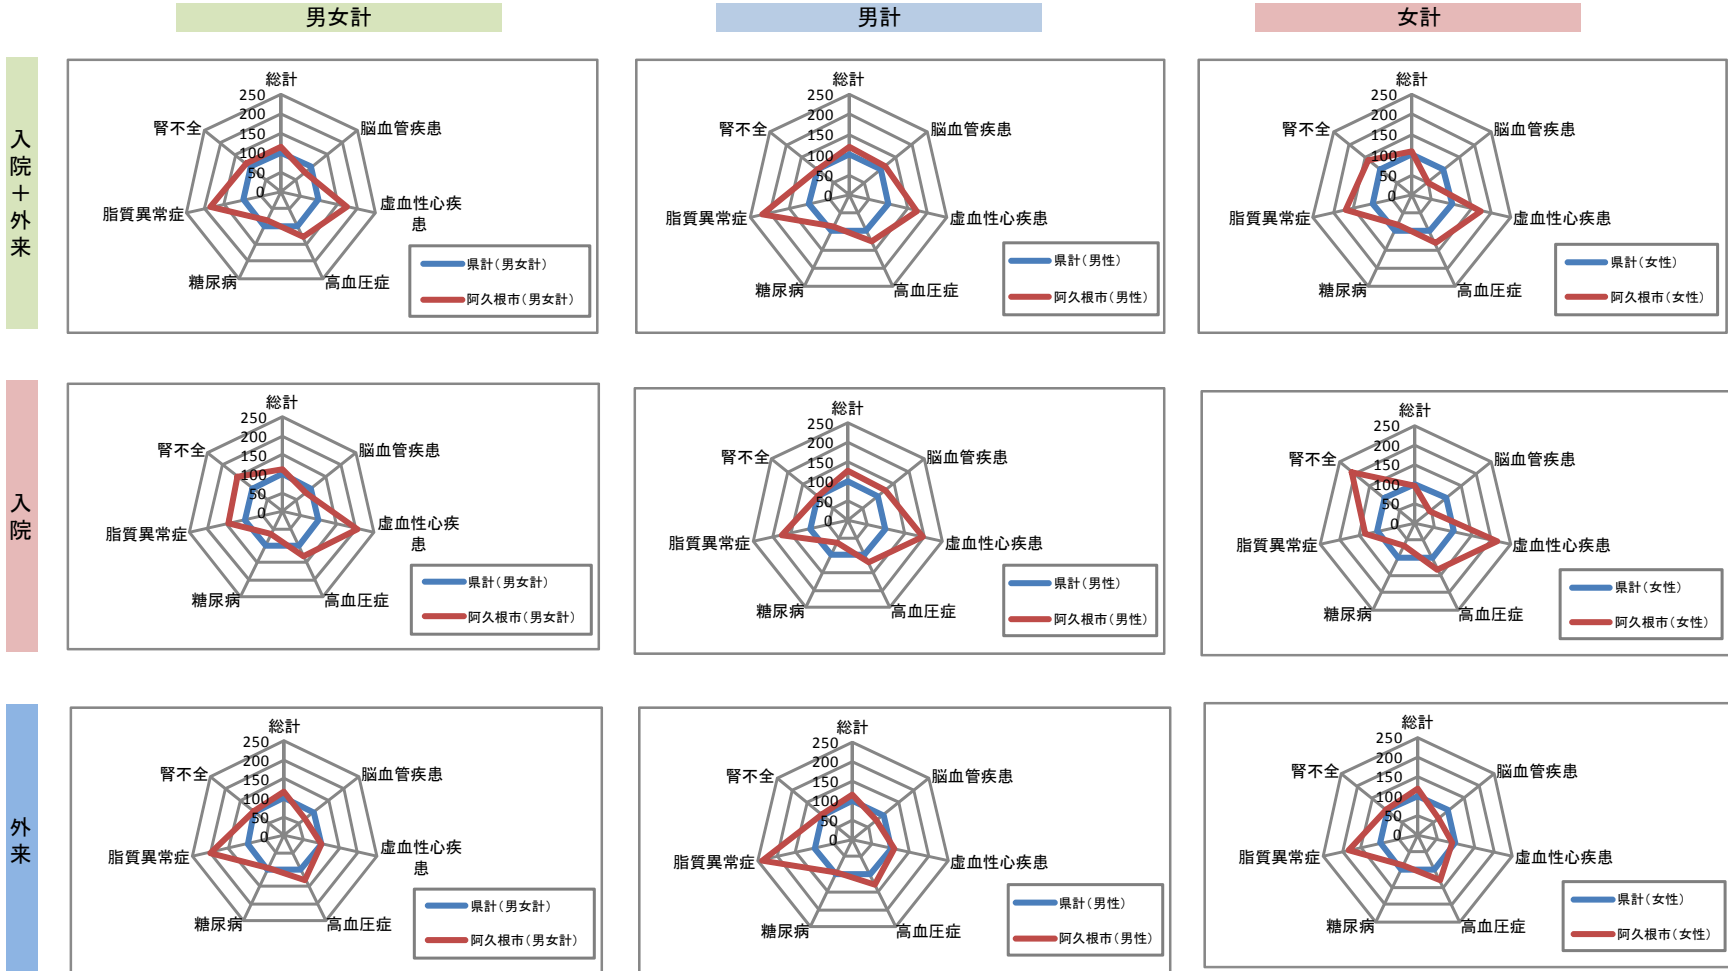 男女計
男計
女計
入院＋外来
総計
250
200
150
100
50
0
脳血管疾患
虚血性心疾
患
高血圧症
糖尿病
脂質異常症
腎不全
県計（男女計）
阿久根市（男女計）
総計
250
200
150
100
50
0
脳血管疾患
虚血性心疾患
高血圧症
糖尿病
脂質異常症
腎不全
県計（男性）
阿久根市（男性）
総計
250
200
150
100
50
0
脳血管疾患
虚血性心疾患
高血圧症
糖尿病
脂質異常症
腎不全
県計（女性）
阿久根市（女性）
入院
総計
250
200
150
100
50
0
脳血管疾患
虚血性心疾
患
高血圧症
糖尿病
脂質異常症
腎不全
県計（男女計）
阿久根市（男女計）
総計
250
200
150
100
50
0
脳血管疾患
虚血性心疾患
高血圧症
糖尿病
脂質異常症
腎不全
県計（男性）
阿久根市（男性）
総計
250
200
150
100
50
0
脳血管疾患
虚血性心疾患
高血圧症
糖尿病
脂質異常症
腎不全
県計（女性）
阿久根市（女性）
外来
総計
250
200
150
100
50
0
脳血管疾患
虚血性心疾
患
高血圧症
糖尿病
脂質異常症
腎不全
県計（男女計）
阿久根市（男女計）
総計
250
200
150
100
50
0
脳血管疾患
虚血性心疾患
高血圧症
糖尿病
脂質異常症
腎不全
県計（男性）
阿久根市（男性）
総計
250
200
150
100
50
0
脳血管疾患
虚血性心疾患
高血圧症
糖尿病
脂質異常症
腎不全
県計（女性）
阿久根市（女性）